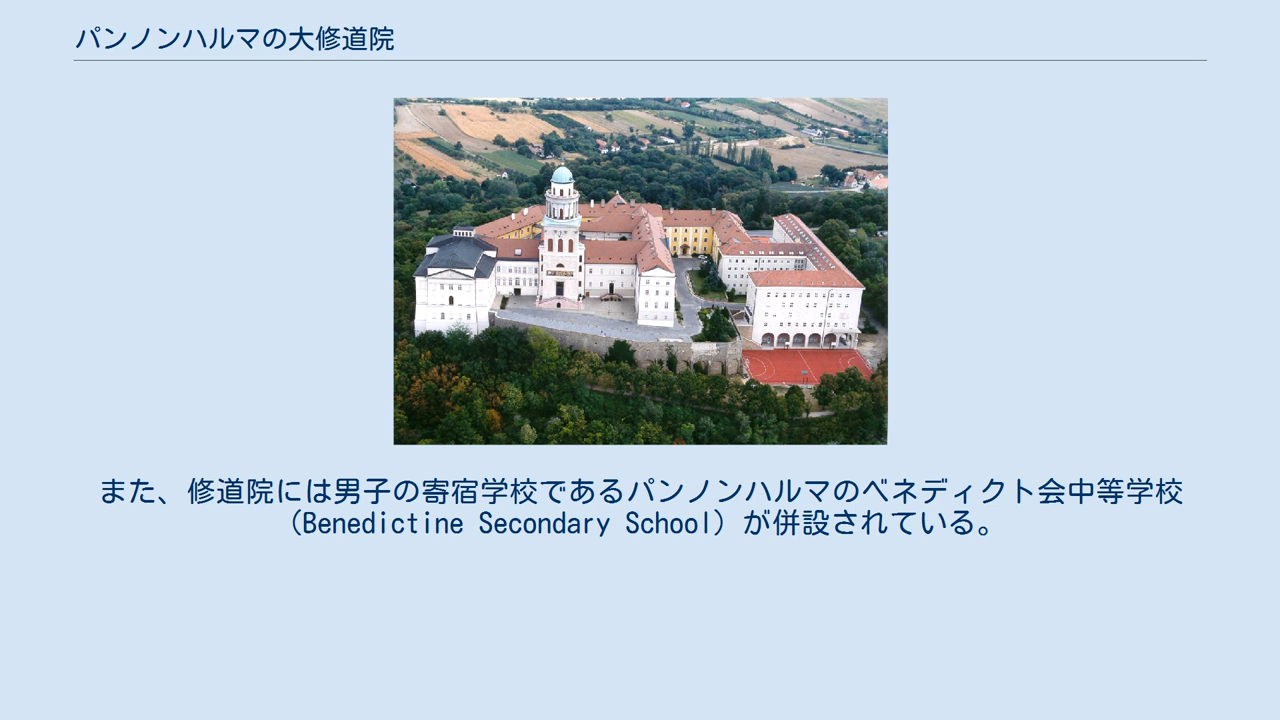 パンノンハルマの大修道院
また、修道院には男子の寄宿学校であるパンノンハルマのベネディクト会中等学校
（Benedictine Secondary School）が併設されている。